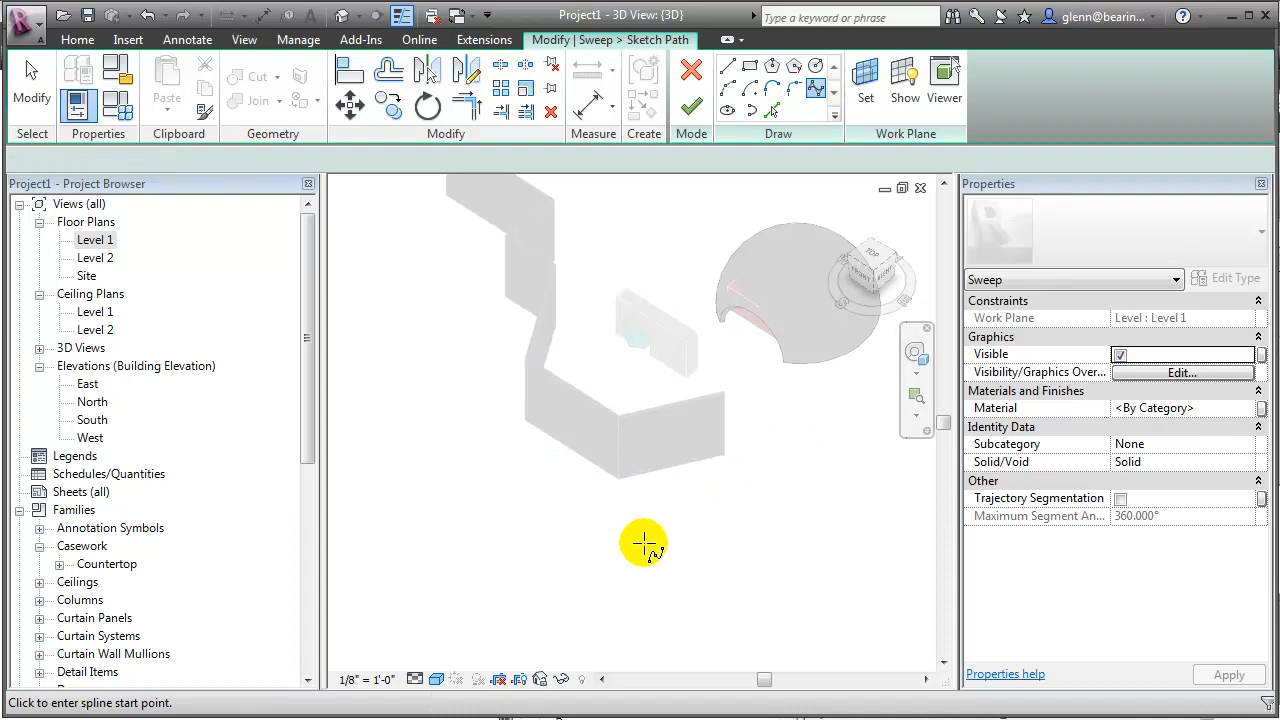 Project1 - 3D View: {3D}
Type a keyword or phrase
glenn@bearin...
Home Insert Annotate View Manage Add-Ins Online Extensions Modify | Sweep > Sketch Path
Modify
Paste
Cut
Join
Set Show Viewer
Select Properties Clipboard Geometry Modify Measure Create Mode Draw Work Plane
Project1 - Project Browser
Views (all)
Floor Plans
Level 1
Level 2
Site
Ceiling Plans
Level 1
Level 2
3D Views
Elevations (Building Elevation)
East
North
South
West
Legends
Schedules/Quantities
Sheets (all)
Families
Annotation Symbols
Casework
Countertop
Ceilings
Columns
Curtain Panels
Curtain Systems
Curtain Wall Mullions
Detail Items
TOP
FRONT
RIGHT
1/8" = 1'-0"
Properties
Sweep
Edit Type
Constraints
Work Plane Level : Level 1
Graphics
Visible
Visibility/Graphics Over... Edit...
Materials and Finishes
Material <By Category>
Identity Data
Subcategory None
Solid/Void Solid
Other
Trajectory Segmentation
Maximum Segment An... 360.000°
Properties help
Apply
Click to enter spline start point.